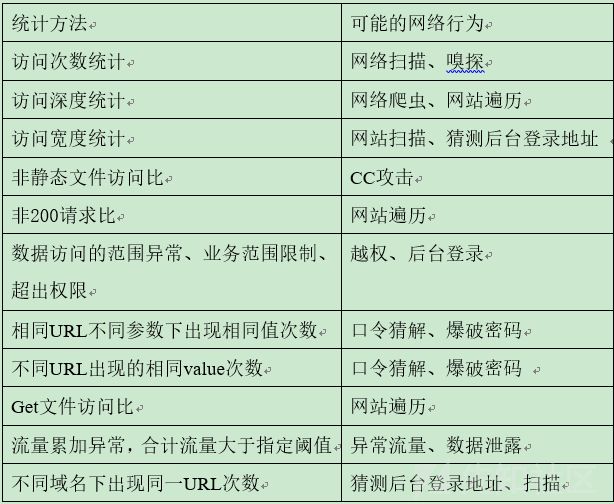 统计方法 可能的网络行为
访问次数统计 网络扫描、嗅探
访问深度统计 网络爬虫、网站遍历
访问宽度统计 网站扫描、猜测后台登录地址
非静态文件访问比 CC攻击
非200请求比 网站遍历
数据访问的范围异常、业务范围限制、 越权、后台登录
超出权限
相同URL不同参数下出现相同值次数 口令猜解、爆破密码
不同URL出现的相同value次数 口令猜解、爆破密码
Get文件访问比 网站遍历
流量累加异常，合计流量大于指定阈值 异常流量、数据泄露
不同域名下出现同一URL次数 猜测后台登录地址、扫描